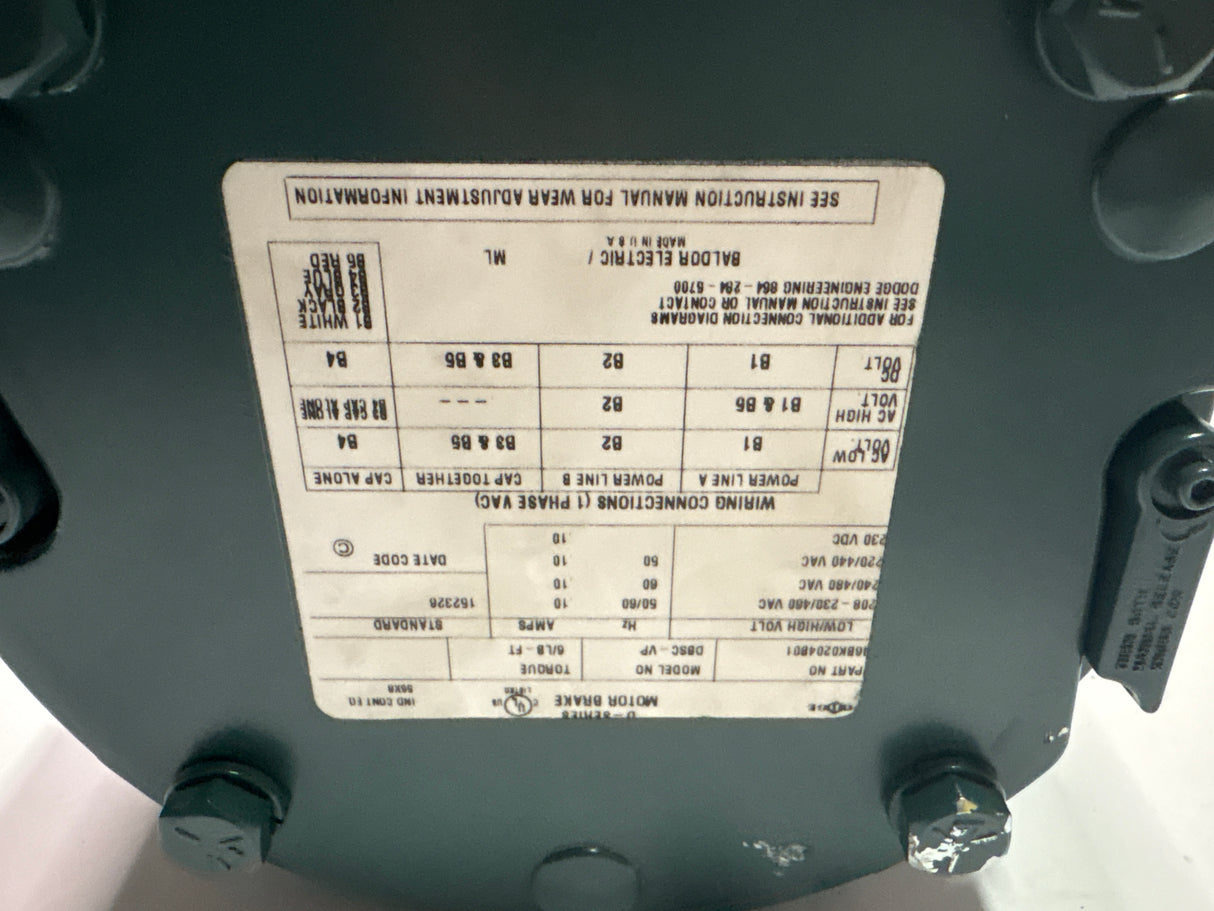 D-SERIES
DODGE MOTOR BRAKE C UL US LISTED IND CONT EQ 56XR
PART NO MODEL NO TORQUE
36BK0204B01 DBSC-VP 6/LB-FT
LOW/HIGH VOLT Hz AMPS STANDARD
208-230/460 VAC 50/60 .10 152326
240/480 VAC 60 .10
220/440 VAC 50 .10 DATE CODE C
230 VDC .10
WIRING CONNECTIONS (1 PHASE VAC)
POWER LINE A POWER LINE B CAP TOGETHER CAP ALONE
AC LOW VOLT. B1 B2 B3 & B5 B4
AC HIGH VOLT. B1 & B5 B2 --- B3 CAP ALONE
DC VOLT B1 B2 B3 & B5 B4
FOR ADDITIONAL CONNECTION DIAGRAMS
SEE INSTRUCTION MANUAL OR CONTACT
DODGE ENGINEERING 864-284-5700
B1 WHITE
B2 BLACK
B3 GRAY
B4 BLUE
B5 RED
BALDOR ELECTRIC / ML
MADE IN U S A
SEE INSTRUCTION MANUAL FOR WEAR ADJUSTMENT INFORMATION